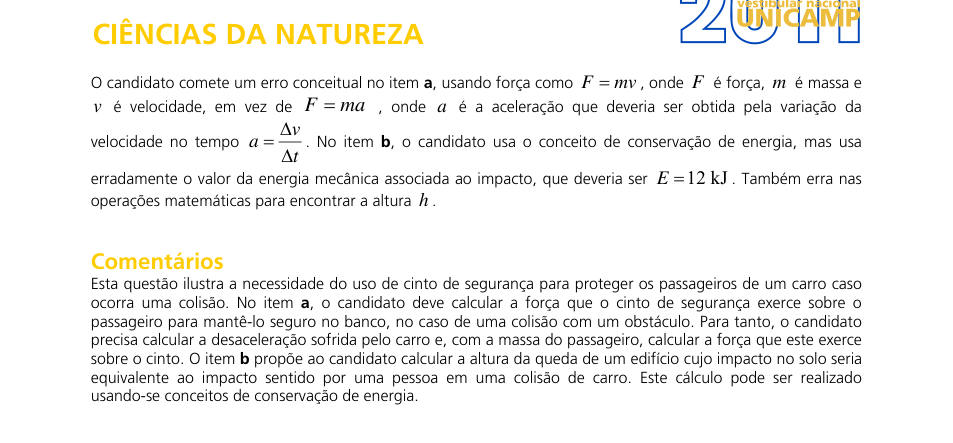 vestibular nacional
2011
UNICAMP
CIÊNCIAS DA NATUREZA
O candidato comete um erro conceitual no item a, usando força como F = mv, onde F é força, m é massa e
v é velocidade, em vez de F = ma , onde a é a aceleração que deveria ser obtida pela variação da
velocidade no tempo a = Δv/Δt. No item b, o candidato usa o conceito de conservação de energia, mas usa
erradamente o valor da energia mecânica associada ao impacto, que deveria ser E = 12 kJ. Também erra nas
operações matemáticas para encontrar a altura h.
Comentários
Esta questão ilustra a necessidade do uso de cinto de segurança para proteger os passageiros de um carro caso
ocorra uma colisão. No item a, o candidato deve calcular a força que o cinto de segurança exerce sobre o
passageiro para mantê-lo seguro no banco, no caso de uma colisão com um obstáculo. Para tanto, o candidato
precisa calcular a desaceleração sofrida pelo carro e, com a massa do passageiro, calcular a força que este exerce
sobre o cinto. O item b propõe ao candidato calcular a altura da queda de um edifício cujo impacto no solo seria
equivalente ao impacto sentido por uma pessoa em uma colisão de carro. Este cálculo pode ser realizado
usando-se conceitos de conservação de energia.